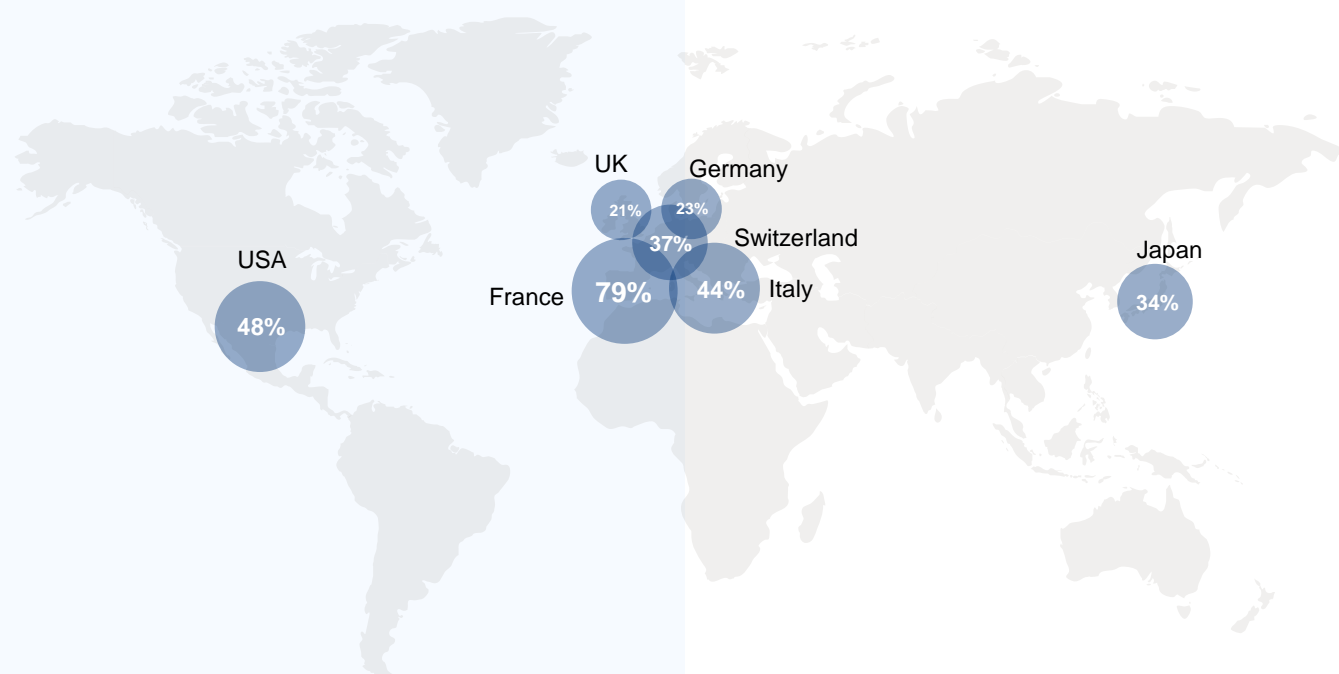 UK
Germany
21%
23%
Switzerland
37%
USA
Japan
France
79%
44%
Italy
34%
48%